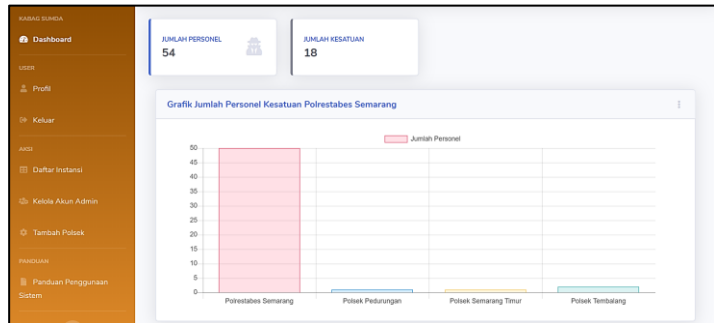 KABAG SUMDA
Dashboard
USER
Profil
Keluar
AKSI
Daftar Instansi
Kelola Akun Admin
Tambah Polsek
PANDUAN
Panduan Penggunaan
Sistem
JUMLAH PERSONEL
54
JUMLAH KESATUAN
18
Grafik Jumlah Personel Kesatuan Polrestabes Semarang
Jumlah Personel
50
45
40
35
30
25
20
15
10
5
0
Polrestabes Semarang
Polsek Pedurungan
Polsek Semarang Timur
Polsek Tembalang